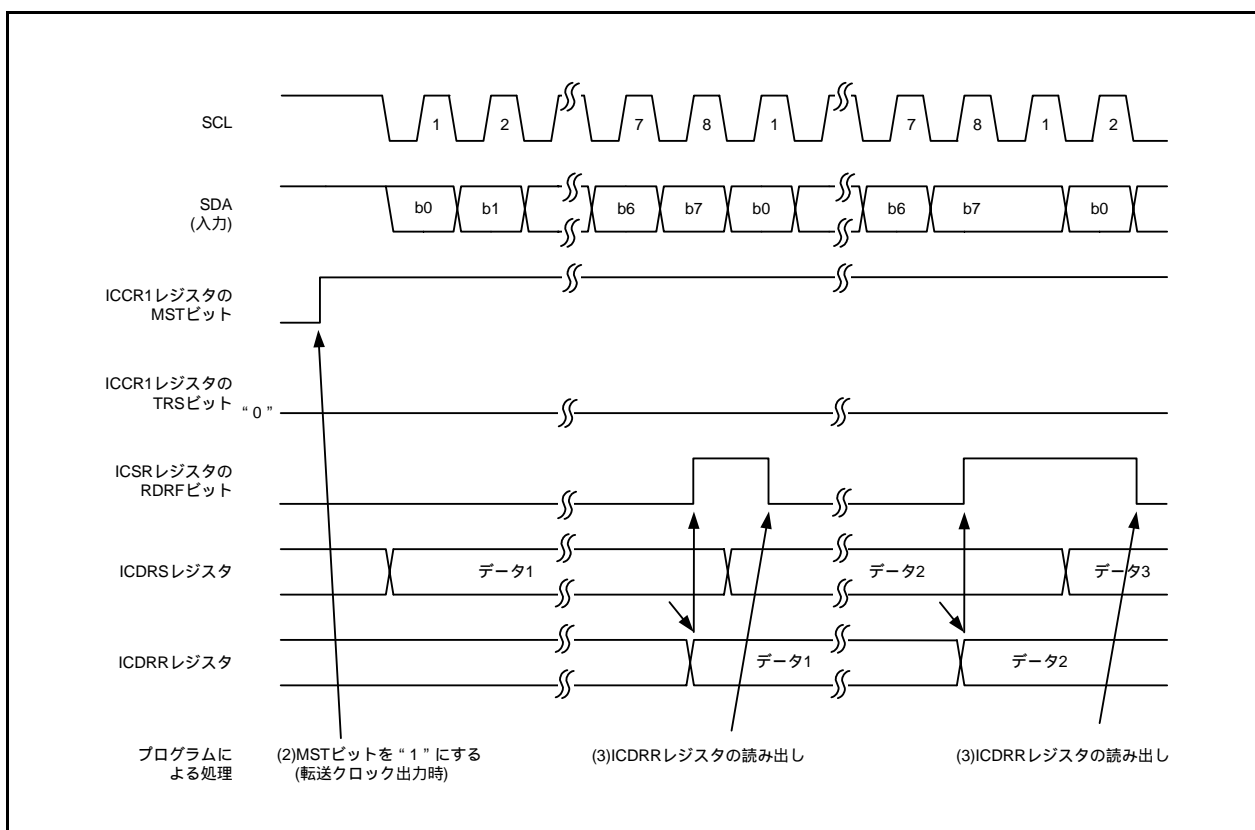 SCL
1 2 7 8 1 7 8 1 2
SDA
(入力)
b0 b1 b6 b7 b0 b6 b7 b0
ICCR1レジスタの
MSTビット
ICCR1レジスタの
TRSビット
“ 0 ”
ICSRレジスタの
RDRFビット
ICDRSレジスタ
データ1 データ2 データ3
ICDRRレジスタ
データ1 データ2
プログラムに
よる処理
(2)MSTビットを “ 1 ” にする
(転送クロック出力時)
(3)ICDRRレジスタの読み出し
(3)ICDRRレジスタの読み出し